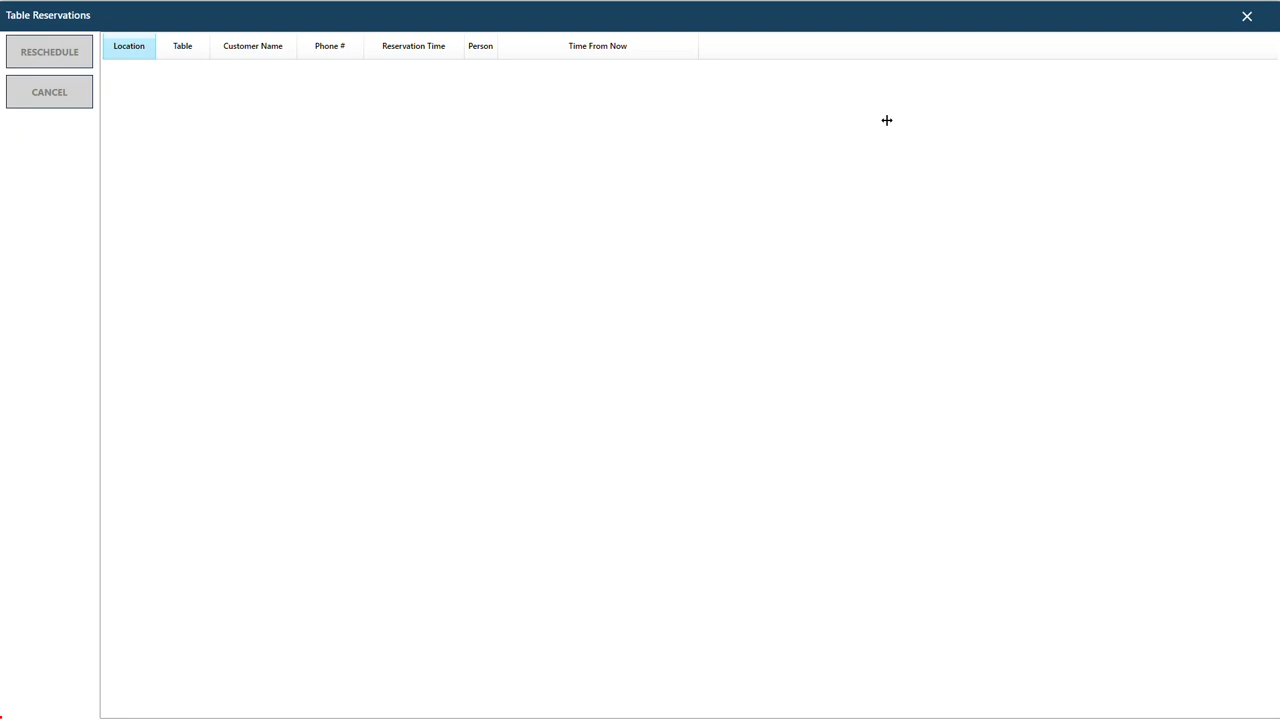 Table Reservations
RESCHEDULE
CANCEL
Location Table Customer Name Phone # Reservation Time Person Time From Now